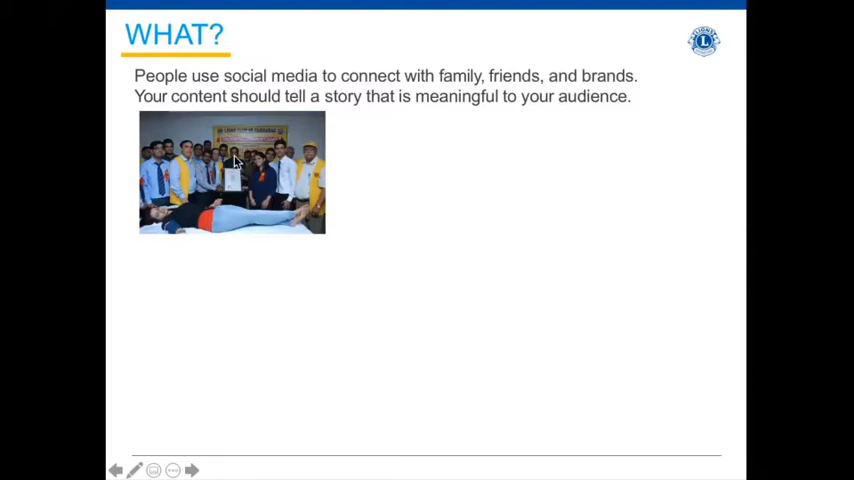 WHAT?
People use social media to connect with family, friends, and brands.
Your content should tell a story that is meaningful to your audience.
L